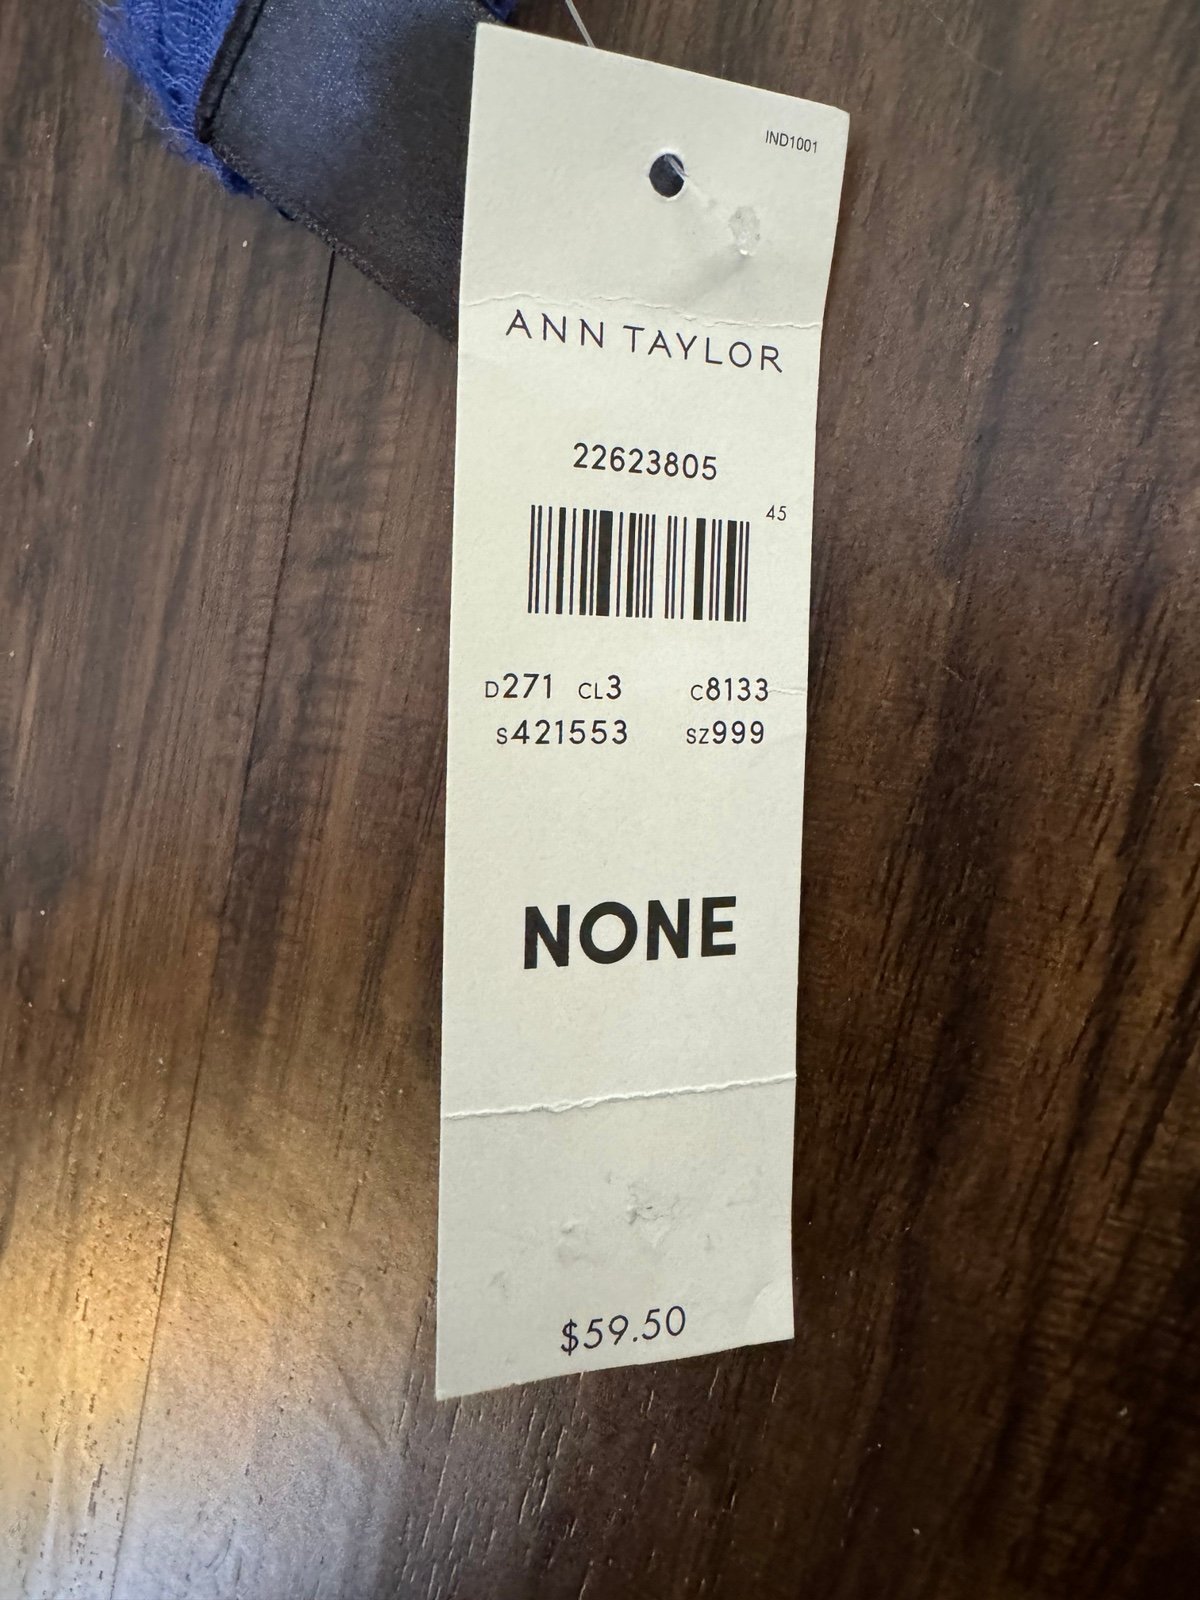 IND1001
ANN TAYLOR
22623805
45
D271 CL3 C8133
S421553 SZ999
NONE
$59.50